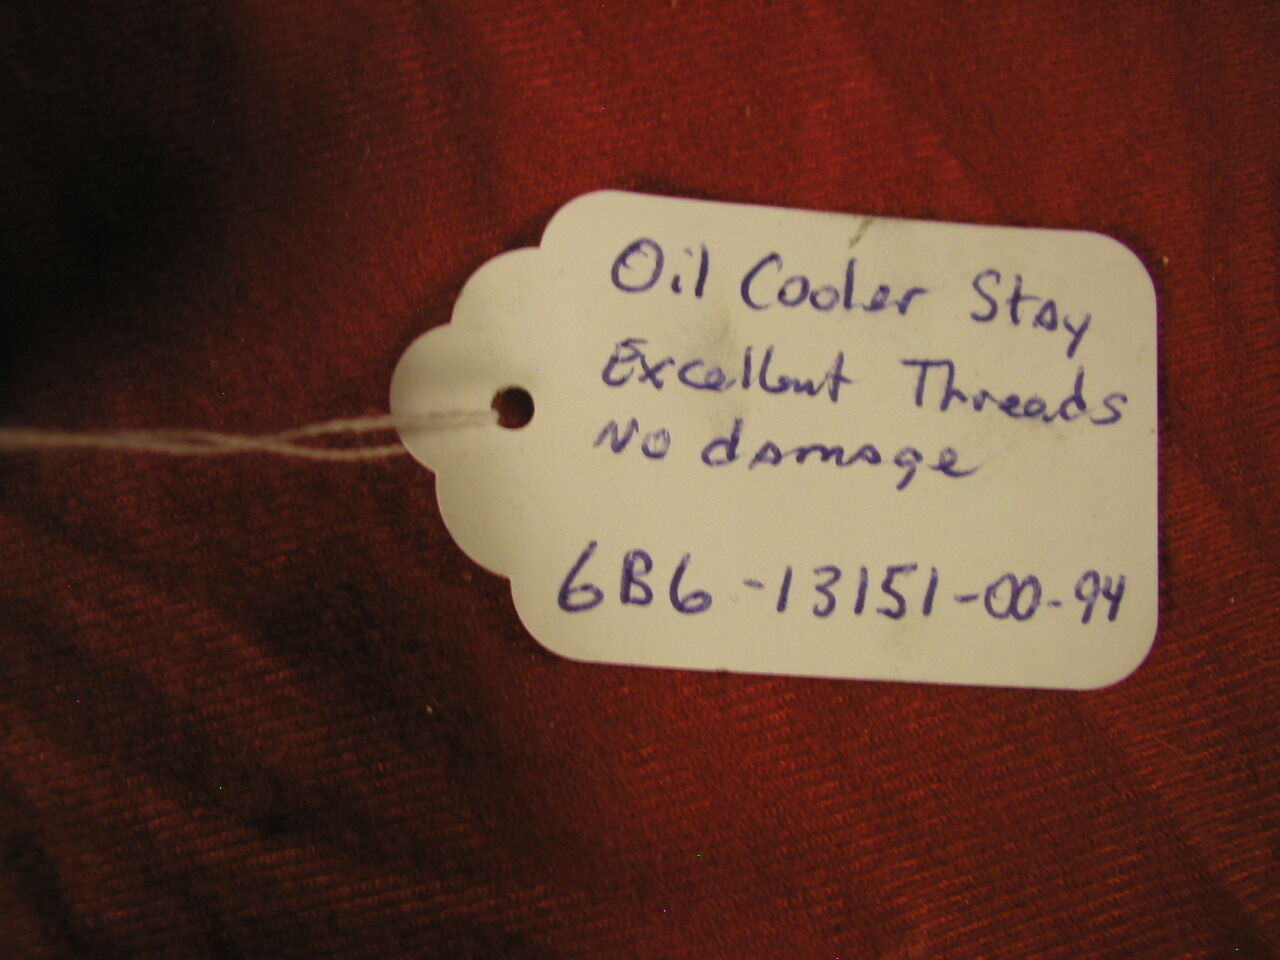 Oil Cooler Stay
Excellent Threads
No damage
6B6-13151-00-94